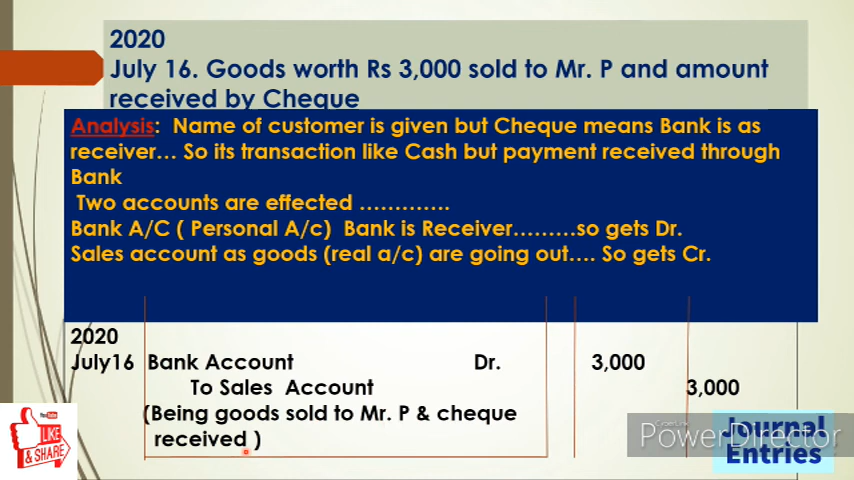 2020
July 16. Goods worth Rs 3,000 sold to Mr. P and amount
received by Cheque
Analysis: Name of customer is given but Cheque means Bank is as
receiver... So its transaction like Cash but payment received through
Bank
Two accounts are effected .............
Bank A/C ( Personal A/c) Bank is Receiver.........so gets Dr.
Sales account as goods (real a/c) are going out.... So gets Cr.
2020
July16 Bank Account Dr. 3,000
To Sales Account 3,000
(Being goods sold to Mr. P & cheque
received )
YouTube
LIKE
& SHARE
CyberLink
PowerDirector
Journal
Entries